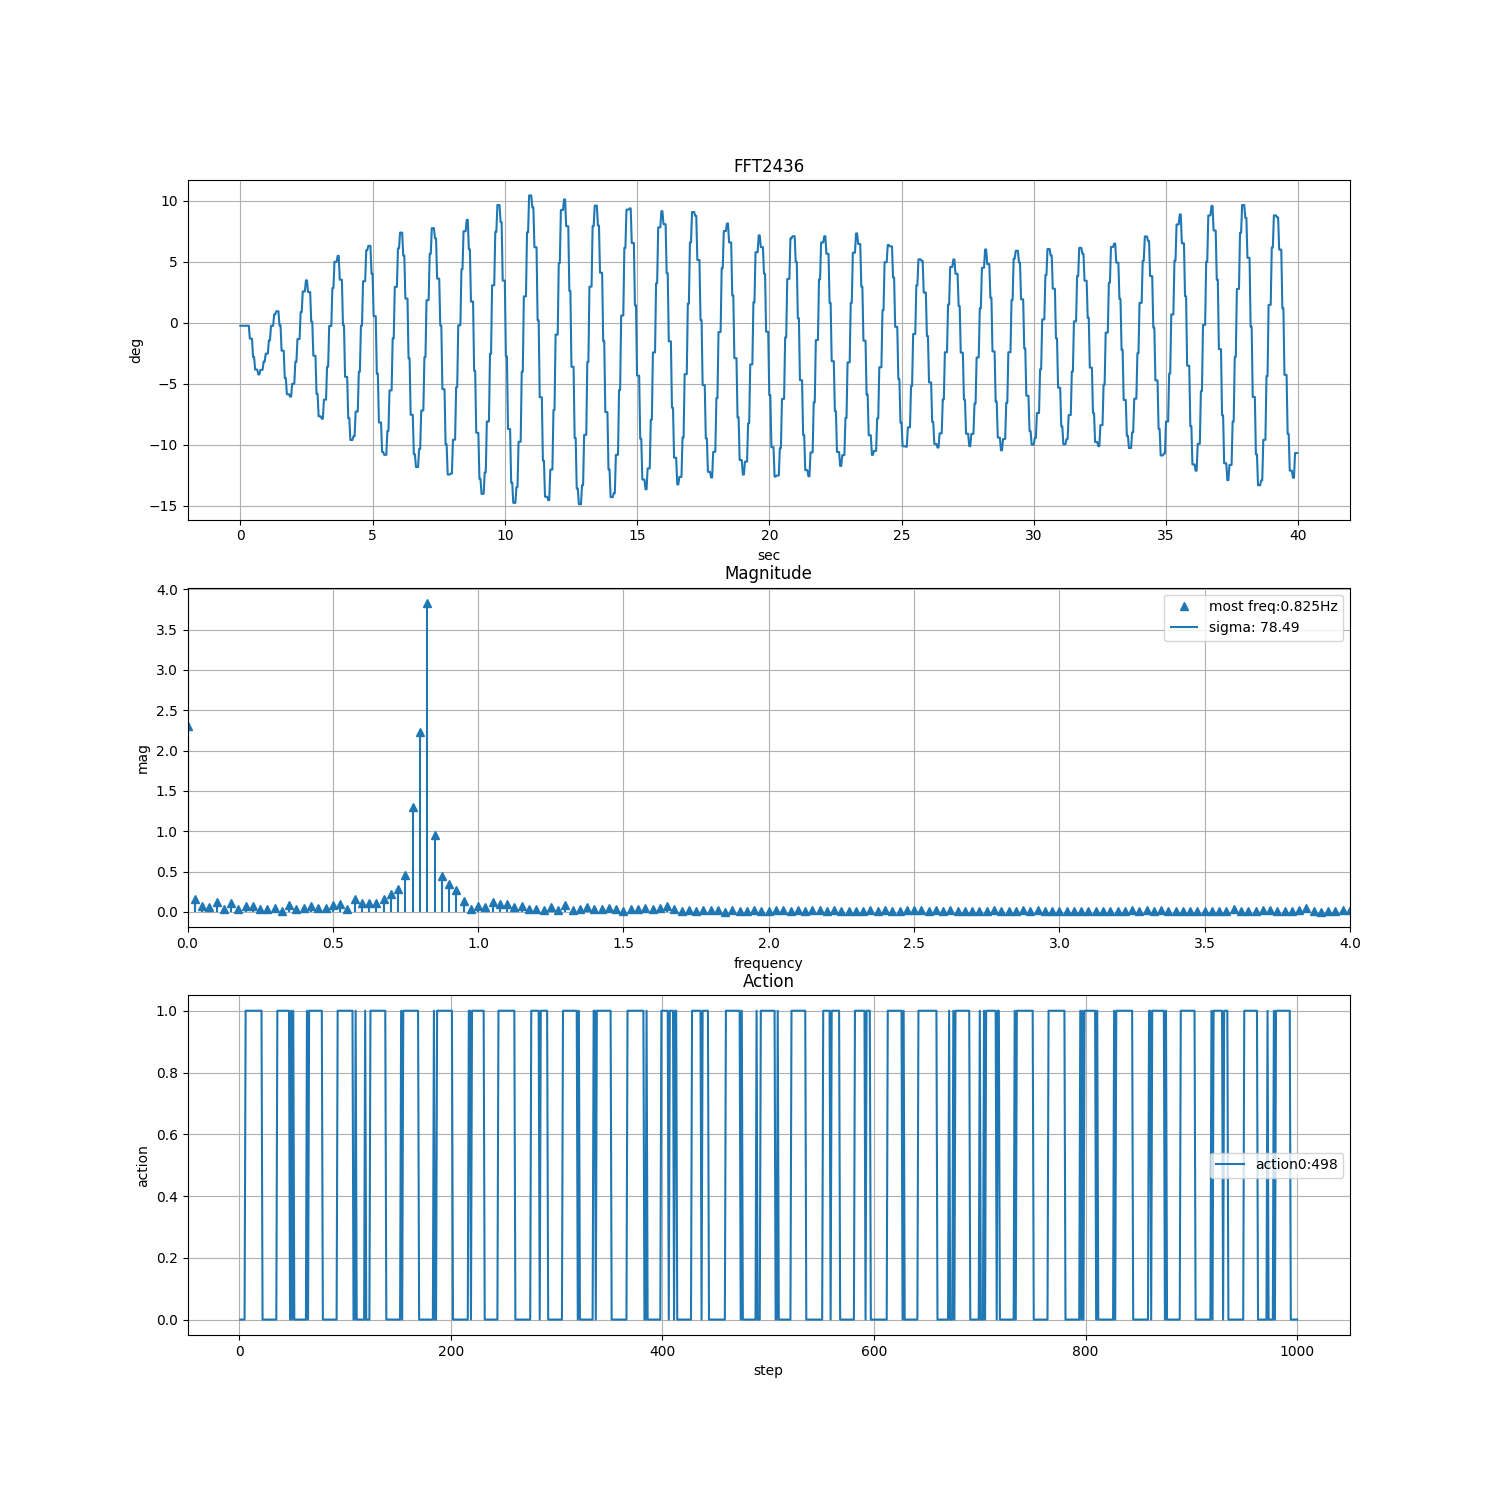 FFT2436
10
5
0
−5
−10
−15
deg
0 5 10 15 20 25 30 35 40
sec
Magnitude
4.0
3.5
3.0
2.5
2.0
1.5
1.0
0.5
0.0
mag
most freq:0.825Hz
sigma: 78.49
0.0 0.5 1.0 1.5 2.0 2.5 3.0 3.5 4.0
frequency
Action
1.0
0.8
0.6
0.4
0.2
0.0
action
action0:498
0 200 400 600 800 1000
step